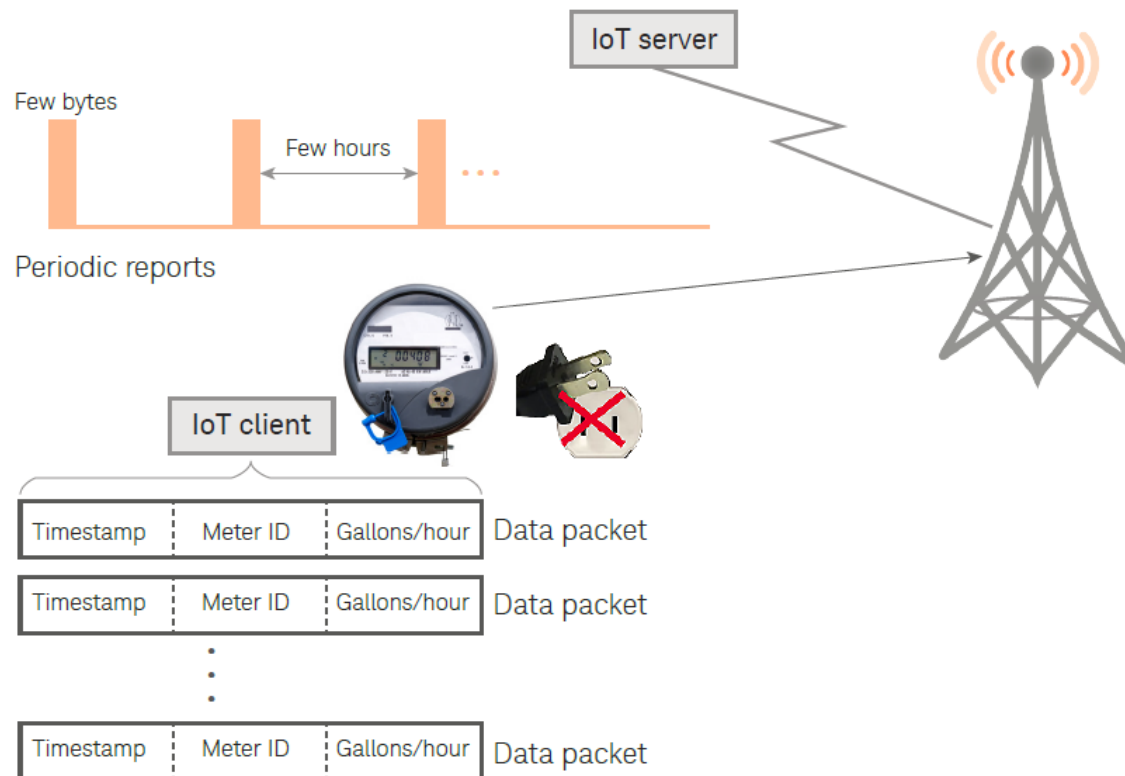 IoT server
Few bytes
Few hours
Periodic reports
00408
IoT client
Timestamp Meter ID Gallons/hour Data packet
Timestamp Meter ID Gallons/hour Data packet
Timestamp Meter ID Gallons/hour Data packet